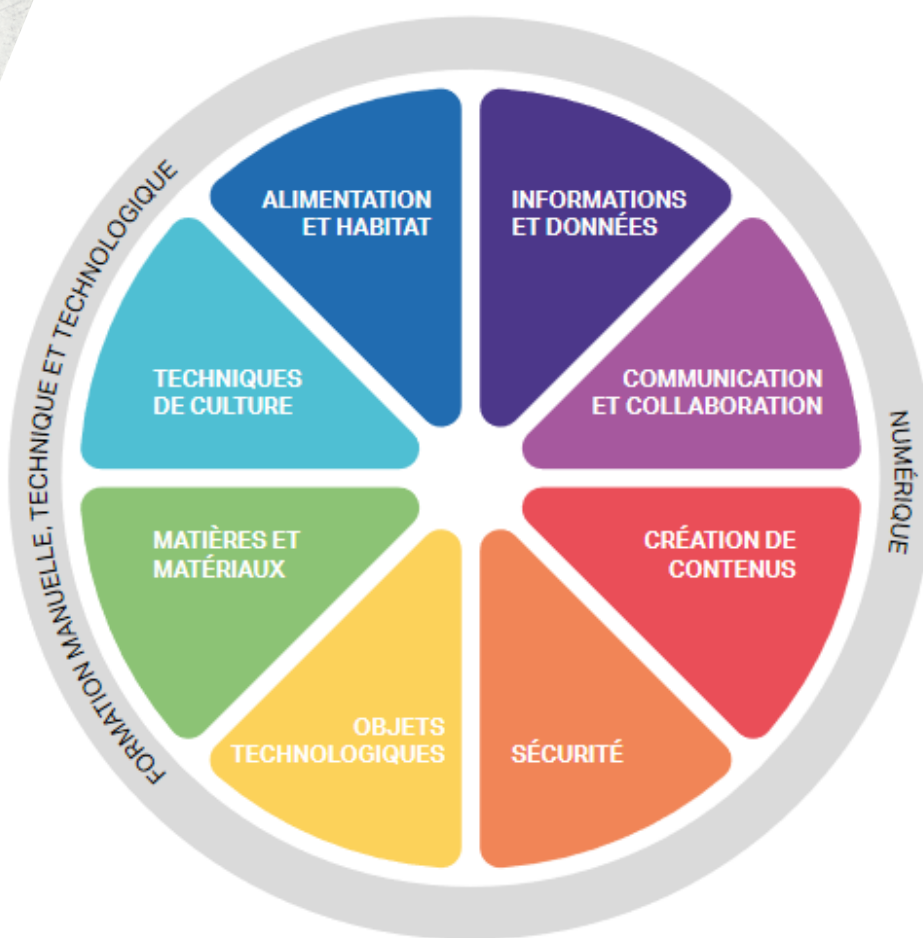 FORMATION MANUELLE, TECHNIQUE ET TECHNOLOGIQUE
ALIMENTATION
ET HABITAT
INFORMATIONS
ET DONNÉES
TECHNIQUES
DE CULTURE
COMMUNICATION
ET COLLABORATION
NUMÉRIQUE
MATIÈRES ET
MATÉRIAUX
CRÉATION DE
CONTENUS
OBJETS
TECHNOLOGIQUES
SÉCURITÉ